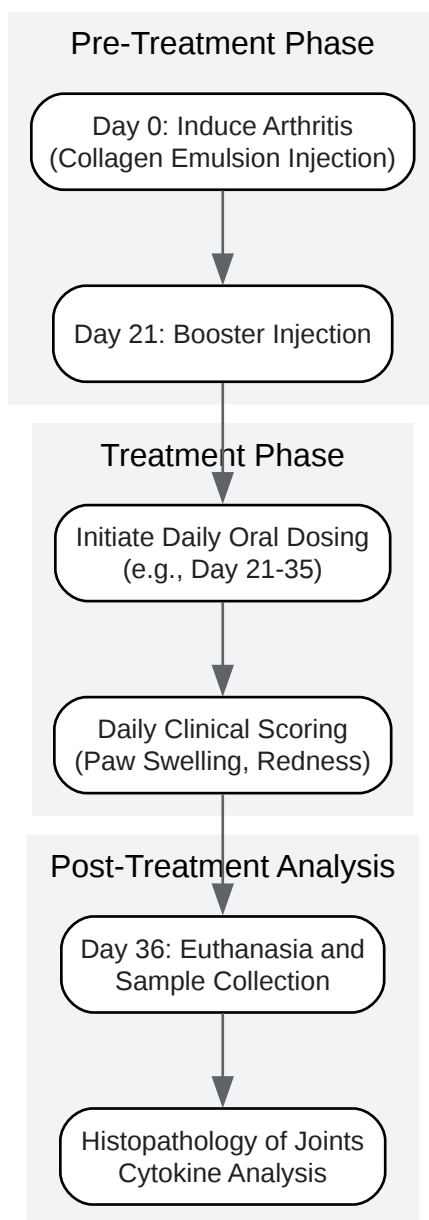 Pre-Treatment Phase
Day 0: Induce Arthritis
(Collagen Emulsion Injection)
Day 21: Booster Injection
Treatment Phase
Initiate Daily Oral Dosing
(e.g., Day 21-35)
Daily Clinical Scoring
(Paw Swelling, Redness)
Post-Treatment Analysis
Day 36: Euthanasia and
Sample Collection
Histopathology of Joints
Cytokine Analysis